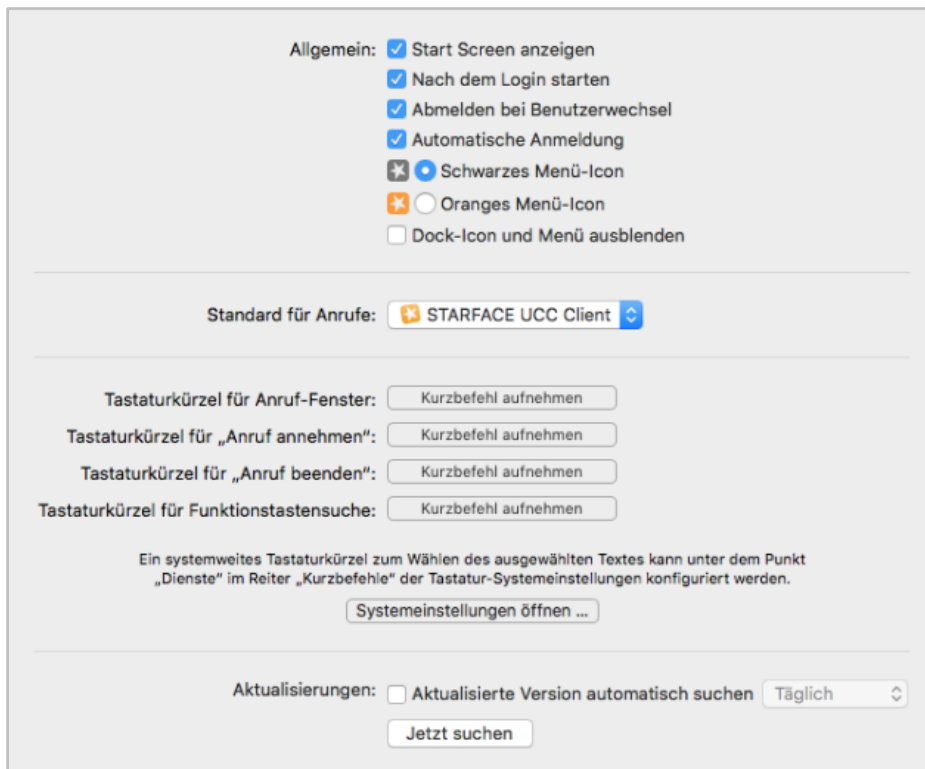 Allgemein: Start Screen anzeigen
Nach dem Login starten
Abmelden bei Benutzerwechsel
Automatische Anmeldung
Schwarzes Menü-Icon
Oranges Menü-Icon
Dock-Icon und Menü ausblenden
Standard für Anrufe: STARFACE UCC Client
Tastaturkürzel für Anruf-Fenster: Kurzbefehl aufnehmen
Tastaturkürzel für „Anruf annehmen“: Kurzbefehl aufnehmen
Tastaturkürzel für „Anruf beenden“: Kurzbefehl aufnehmen
Tastaturkürzel für Funktionstastensuche: Kurzbefehl aufnehmen
Ein systemweites Tastaturkürzel zum Wählen des ausgewählten Textes kann unter dem Punkt
„Dienste“ im Reiter „Kurzbefehle“ der Tastatur-Systemeinstellungen konfiguriert werden.
Systemeinstellungen öffnen ...
Aktualisierungen: Aktualisierte Version automatisch suchen Täglich
Jetzt suchen